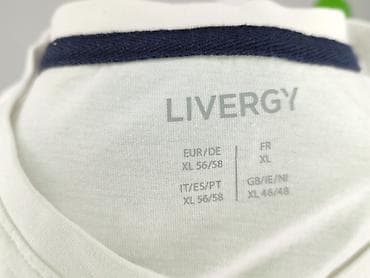 LIVERGY
EUR/DE
XL 56/58
FR
XL
IT/ES/PT
XL 56/58
GB/IE/NI
XL 46/48